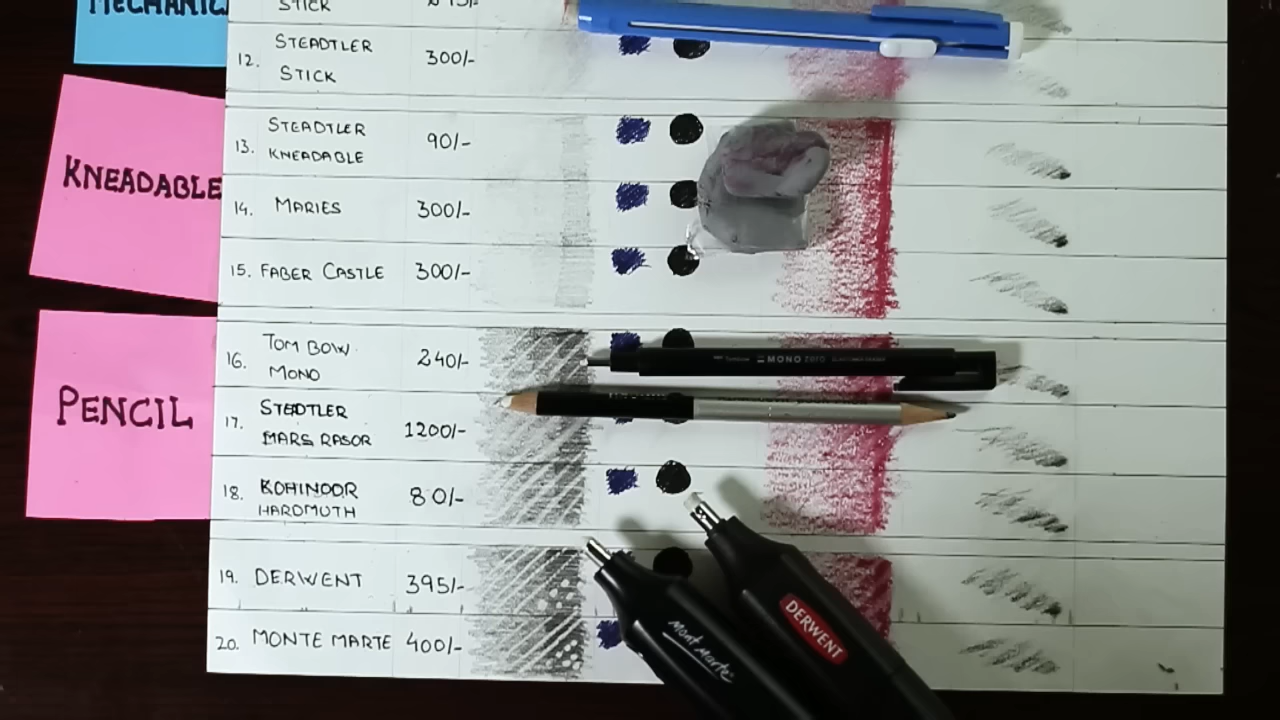 MECHANICAL
STICK
12. STEADTLER STICK 300/-
KNEADABLE
13. STEADTLER KNEADABLE 90/-
14. MARIES 300/-
15. FABER CASTLE 300/-
PENCIL
16. TOM BOW MONO 240/-
MONO zero
17. STEDTLER MARS RASOR 1200/-
18. KOHINOOR HARDMUTH 80/-
19. DERWENT 395/-
20. MONTE MARTE 400/-
Mont Marte
DERWENT